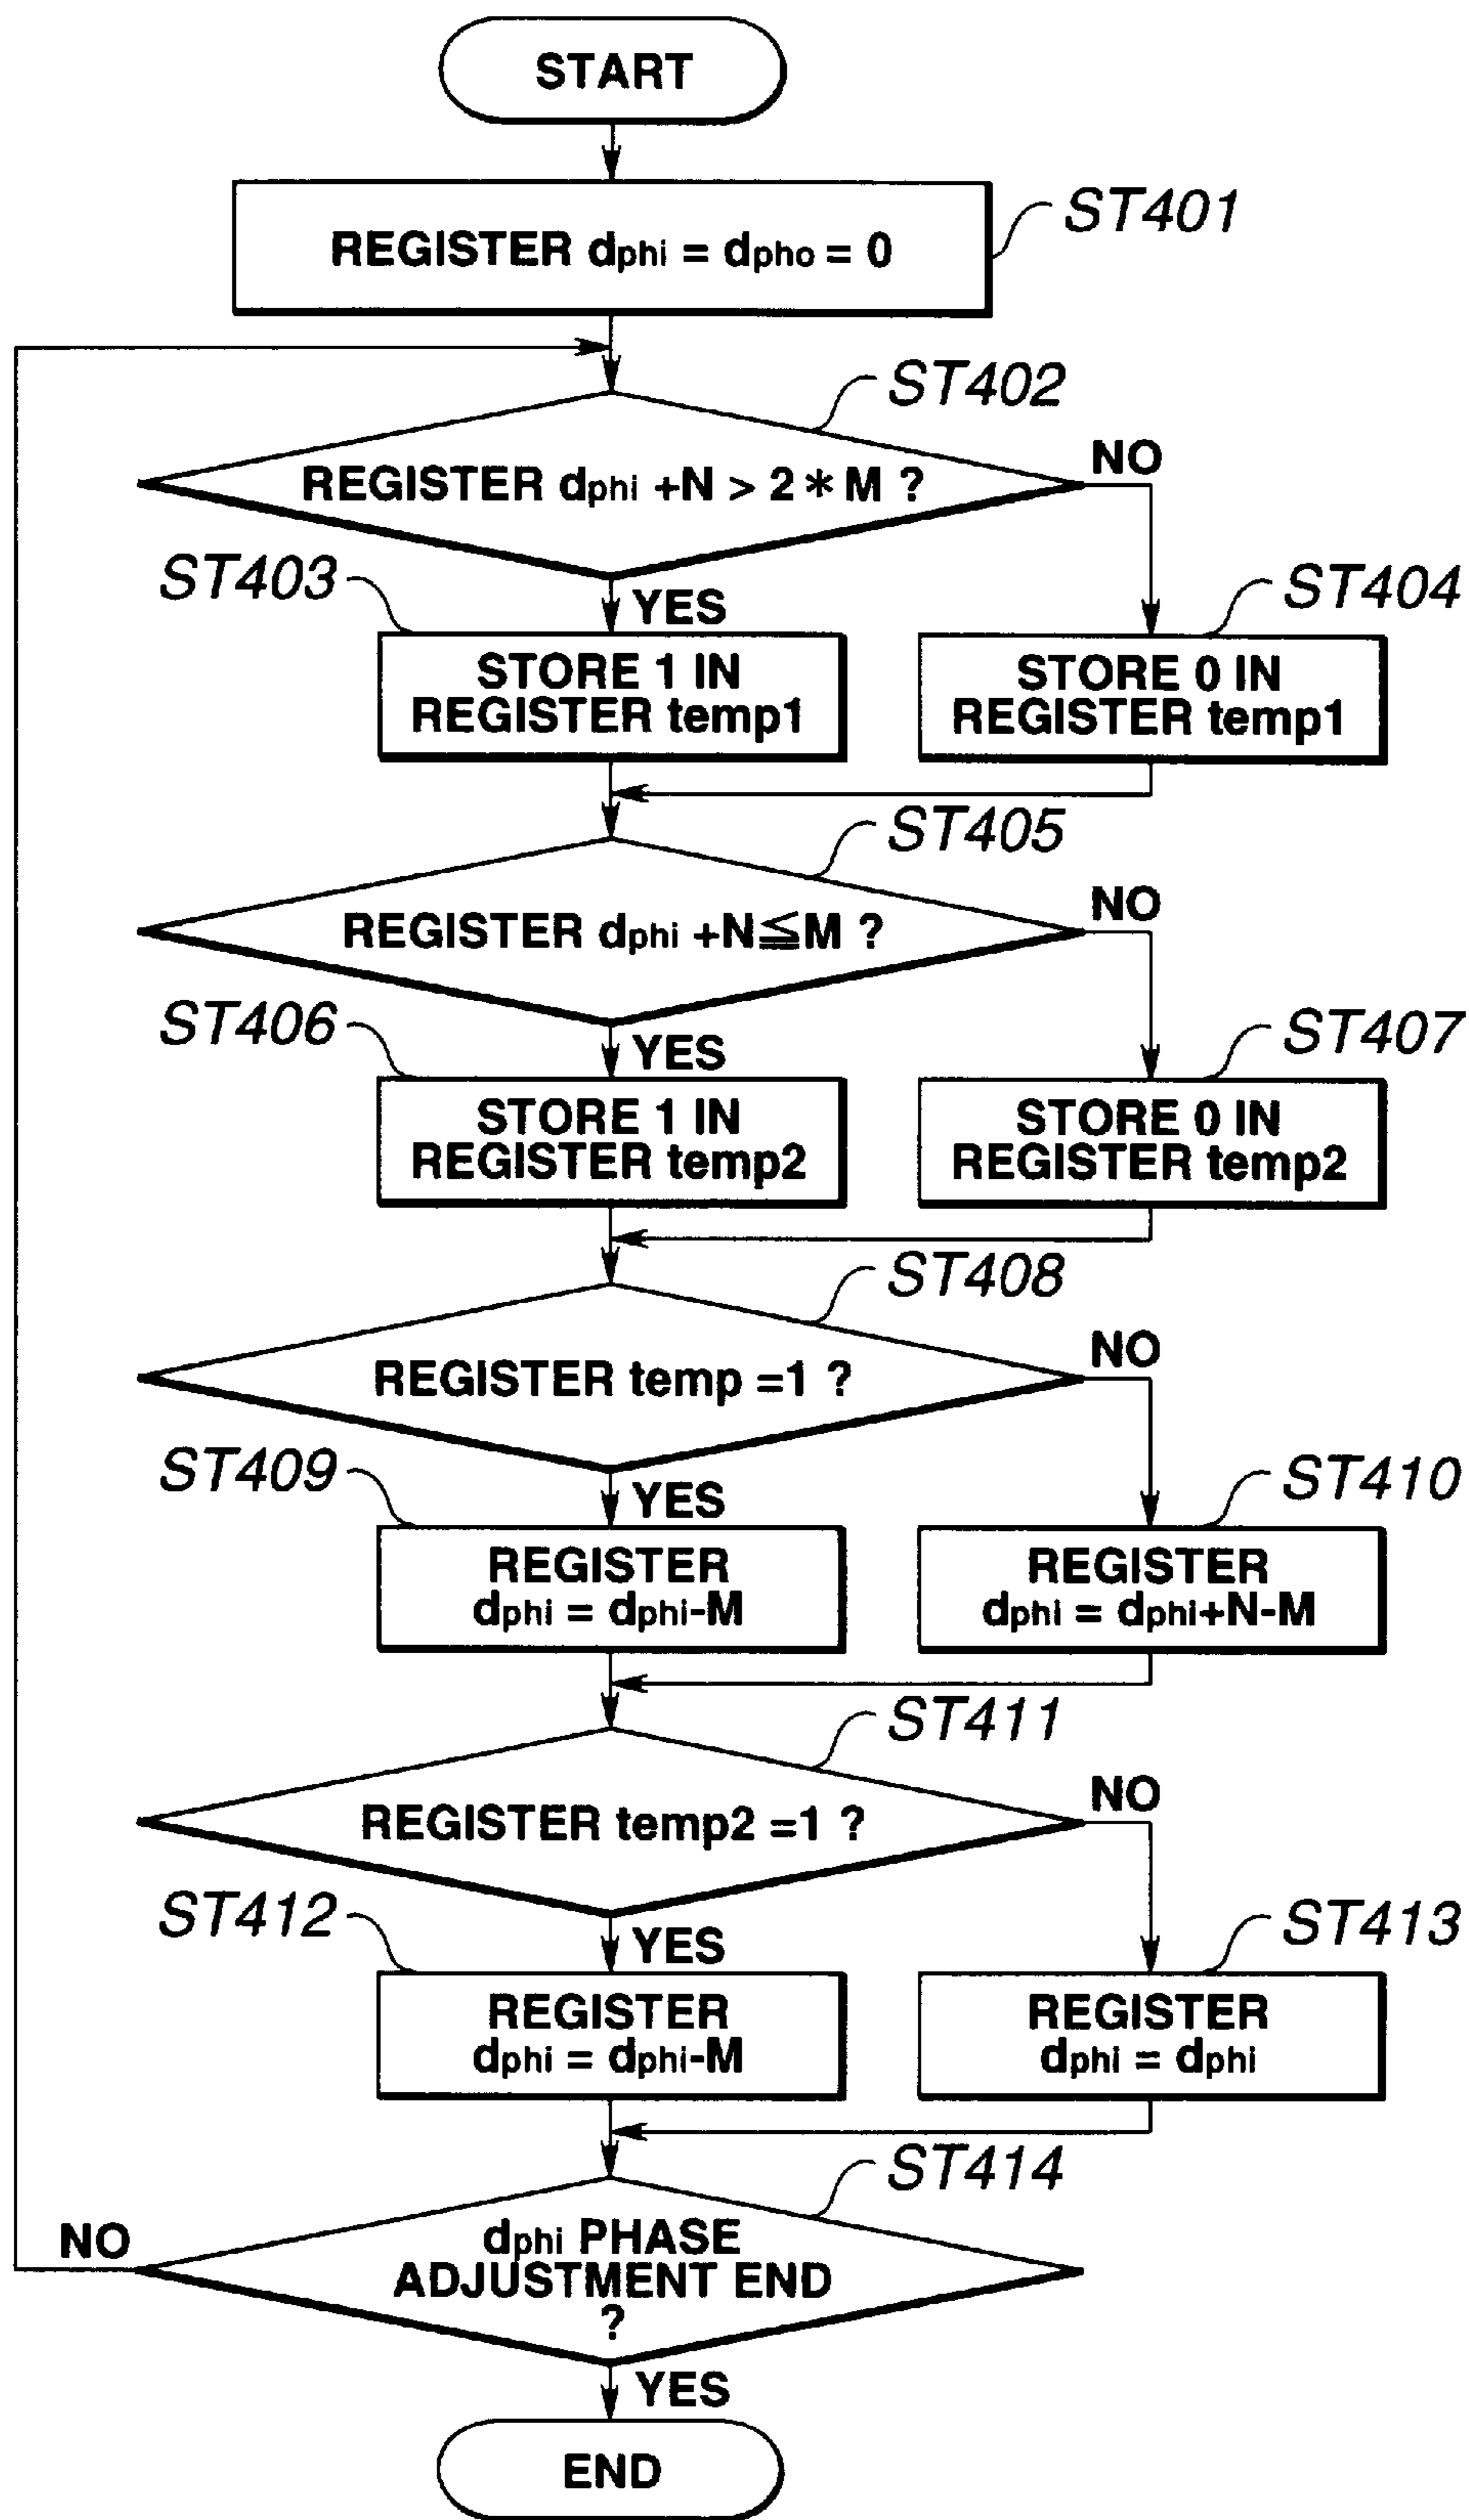 START
REGISTER dphi = dpho = 0
ST401
ST402
REGISTER dphi +N > 2 * M ?
NO
ST403
YES
ST404
STORE 1 IN
REGISTER temp1
STORE 0 IN
REGISTER temp1
ST405
REGISTER dphi +N≦M ?
NO
ST406
YES
ST407
STORE 1 IN
REGISTER temp2
STORE 0 IN
REGISTER temp2
ST408
REGISTER temp =1 ?
NO
ST409
YES
ST410
REGISTER
dphi = dphi-M
REGISTER
dphi = dphi+N-M
ST411
REGISTER temp2 =1 ?
NO
ST412
YES
ST413
REGISTER
dphi = dphi-M
REGISTER
dphi = dphi
ST414
dphi PHASE
ADJUSTMENT END
?
NO
YES
END